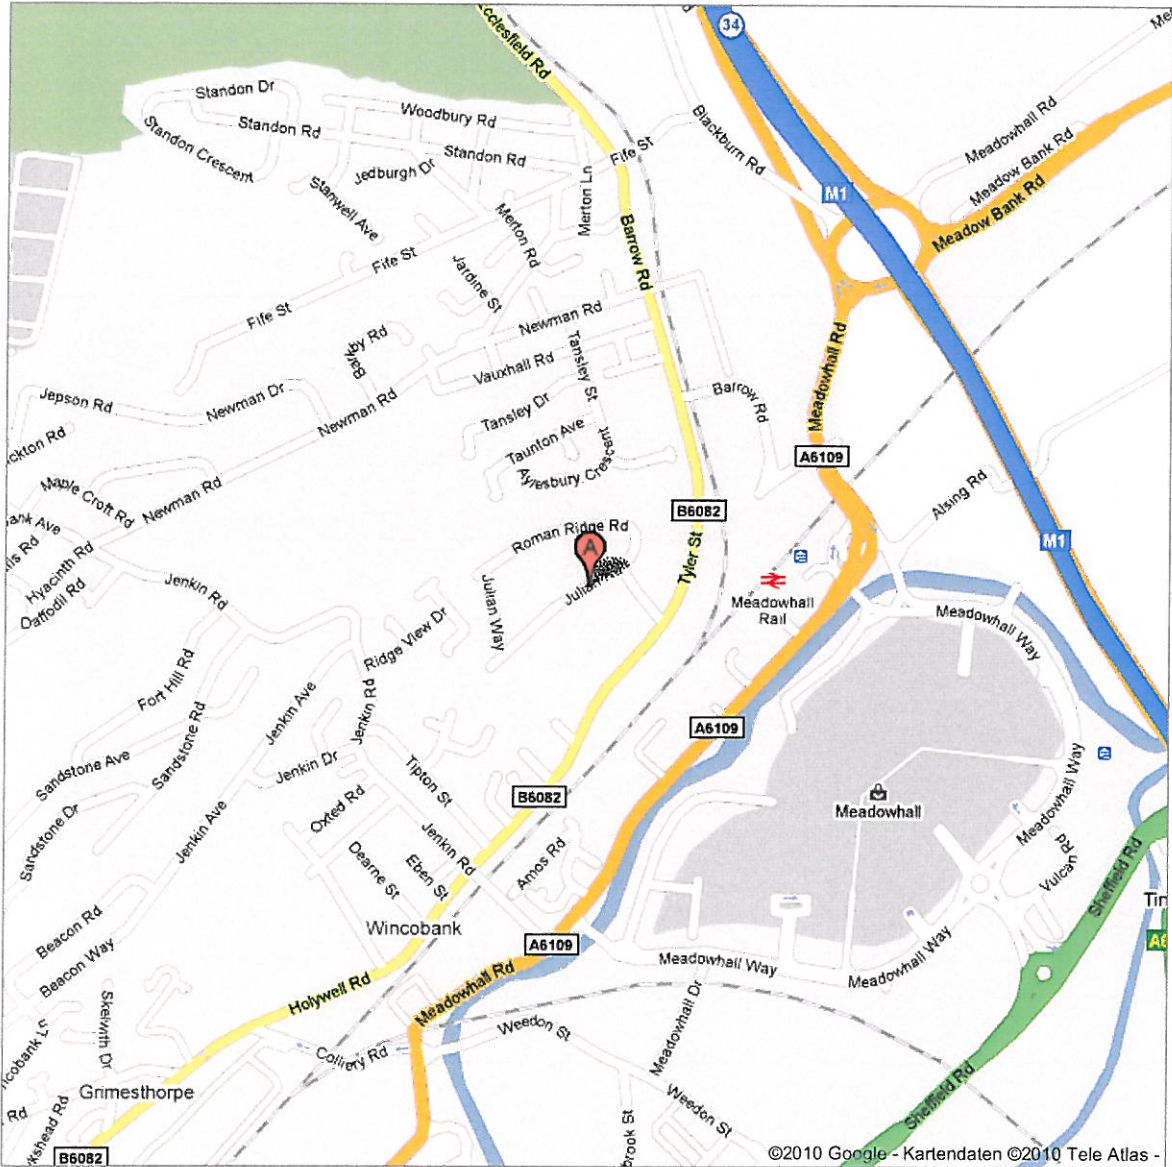 34
Ecclesfield Rd
Standon Dr
Woodbury Rd
Standon Rd
Standon Crescent
Standon Rd
Fife St
Blackburn Rd
Meadowhall Rd
Meadow Bank Rd
Jedburgh Dr
Stanwell Ave
Merton Ln
M1
Meadow Bank Rd
Merton Rd
Barrow Rd
Fife St
Jardine St
Fife St
Newman Rd
Tansley St
Vauxhall Rd
Meadowhall Rd
Barrow Rd
Jepson Rd
Newman Dr
Newman Rd
Tansley Dr
Taunton Ave
Aylesbury Crescent
A6109
Maple Croft Rd
Newman Rd
Alsing Rd
B6082
Roman Ridge Rd
A
Tyler St
M1
Hyacinth Rd
Daffodil Rd
Jenkin Rd
Julian Way
Meadowhall
Rail
Meadowhall Way
Ridge View Dr
Fort Hill Rd
Jenkin Ave
Jenkin Rd
Sandstone Rd
A6109
Sandstone Ave
Jenkin Dr
Tipton St
B6082
Meadowhall
Meadowhall Way
Sandstone Dr
Oxted Rd
Jenkin Ave
Jenkin Rd
Dearne St
Eben St
Amos Rd
Vulcan Rd
Sheffield Rd
Tin
Wincobank
A6109
Beacon Rd
Beacon Way
Meadowhall Way
Meadowhall Way
Holywell Rd
Meadowhall Rd
Skelwith Dr
Weedon St
Meadowhall Dr
Colliery Rd
Grimesthorpe
Weedon St
Sheffield Rd
Rd
B6082
©2010 Google - Kartendaten ©2010 Tele Atlas -